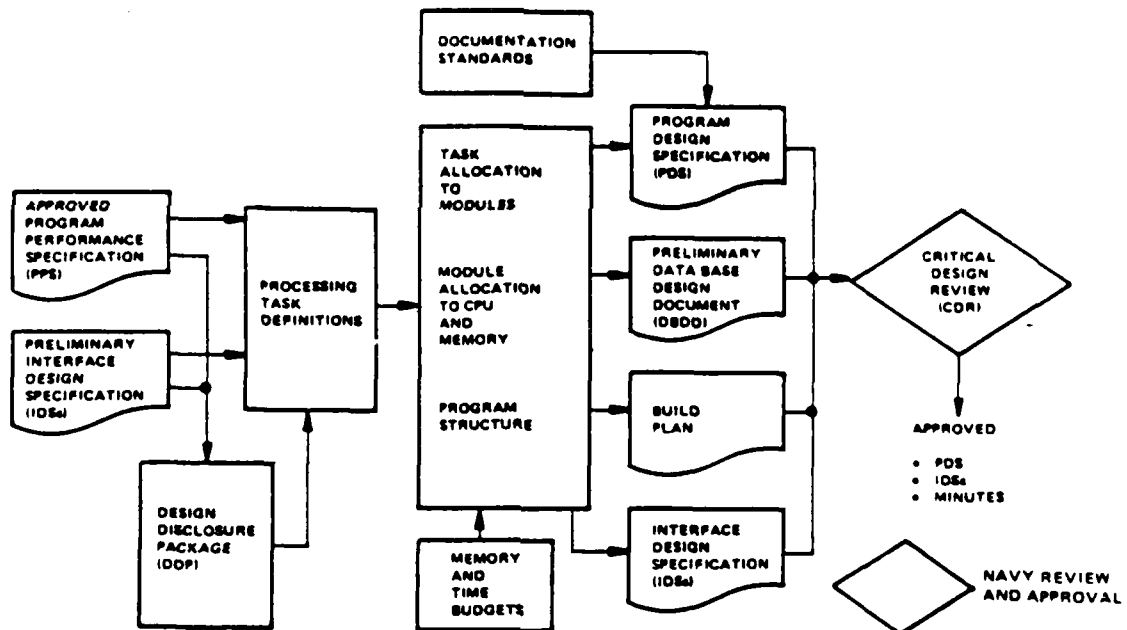 DOCUMENTATION
STANDARDS
PROGRAM
DESIGN
SPECIFICATION
(PDS)
TASK
ALLOCATION
TO
MODULES
APPROVED
PROGRAM
PERFORMANCE
SPECIFICATION
(PPS)
PROCESSING
TASK
DEFINITIONS
MODULE
ALLOCATION
TO CPU
AND
MEMORY
PRELIMINARY
DATA BASE
DESIGN
DOCUMENT
(DBDD)
CRITICAL
DESIGN
REVIEW
(CDR)
PRELIMINARY
INTERFACE
DESIGN
SPECIFICATION
(IDSs)
PROGRAM
STRUCTURE
BUILD
PLAN
APPROVED
• PDS
• IDSs
• MINUTES
DESIGN
DISCLOSURE
PACKAGE
(DDP)
MEMORY
AND
TIME
BUDGETS
INTERFACE
DESIGN
SPECIFICATION
(IDSs)
NAVY REVIEW
AND APPROVAL